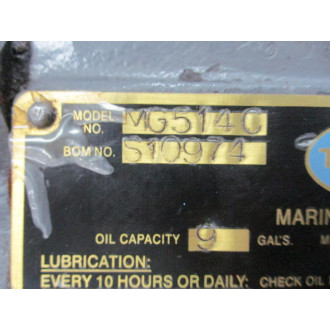 MODEL NO. MG514C
BOM NO. S10974
MARIN
OIL CAPACITY 9 GAL'S. M
LUBRICATION:
EVERY 10 HOURS OR DAILY: CHECK OIL